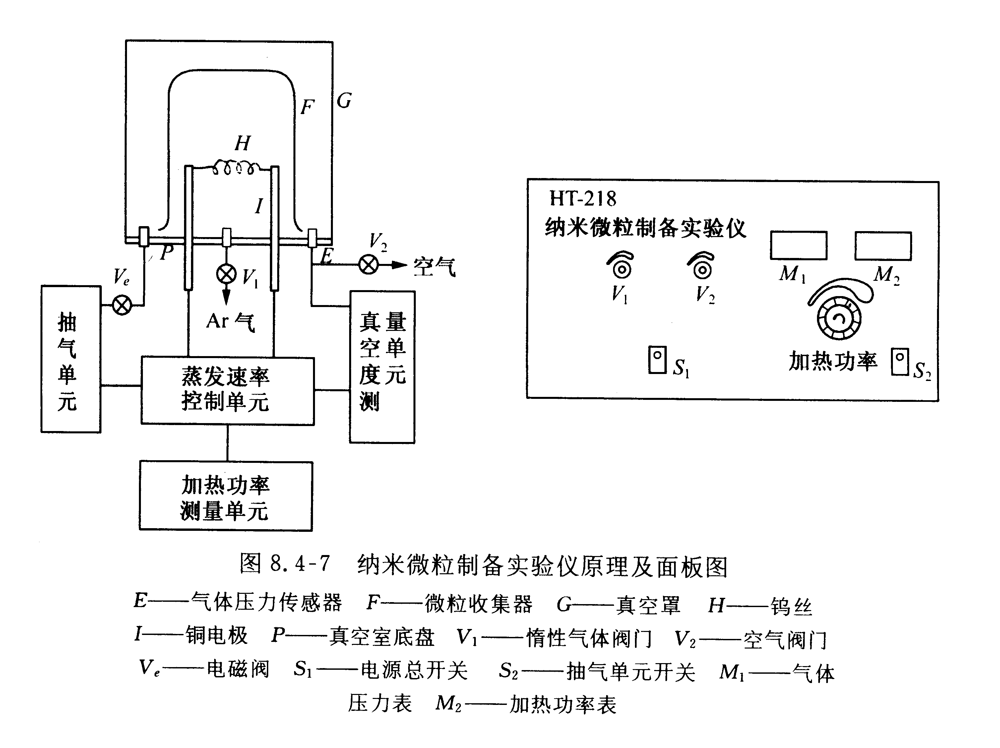 G
F
H
I
P
E
V₂
空气
Vₑ
V₁
Ar 气
抽气单元
真空度测量单元
蒸发速率
控制单元
加热功率
测量单元
HT-218
纳米微粒制备实验仪
M₁ M₂
V₁ V₂
加热功率
S₁ S₂
图 8.4-7 纳米微粒制备实验仪原理及面板图
E——气体压力传感器 F——微粒收集器 G——真空罩 H——钨丝
I——铜电极 P——真空室底盘 V₁——惰性气体阀门 V₂——空气阀门
Vₑ——电磁阀 S₁——电源总开关 S₂——抽气单元开关 M₁——气体
压力表 M₂——加热功率表